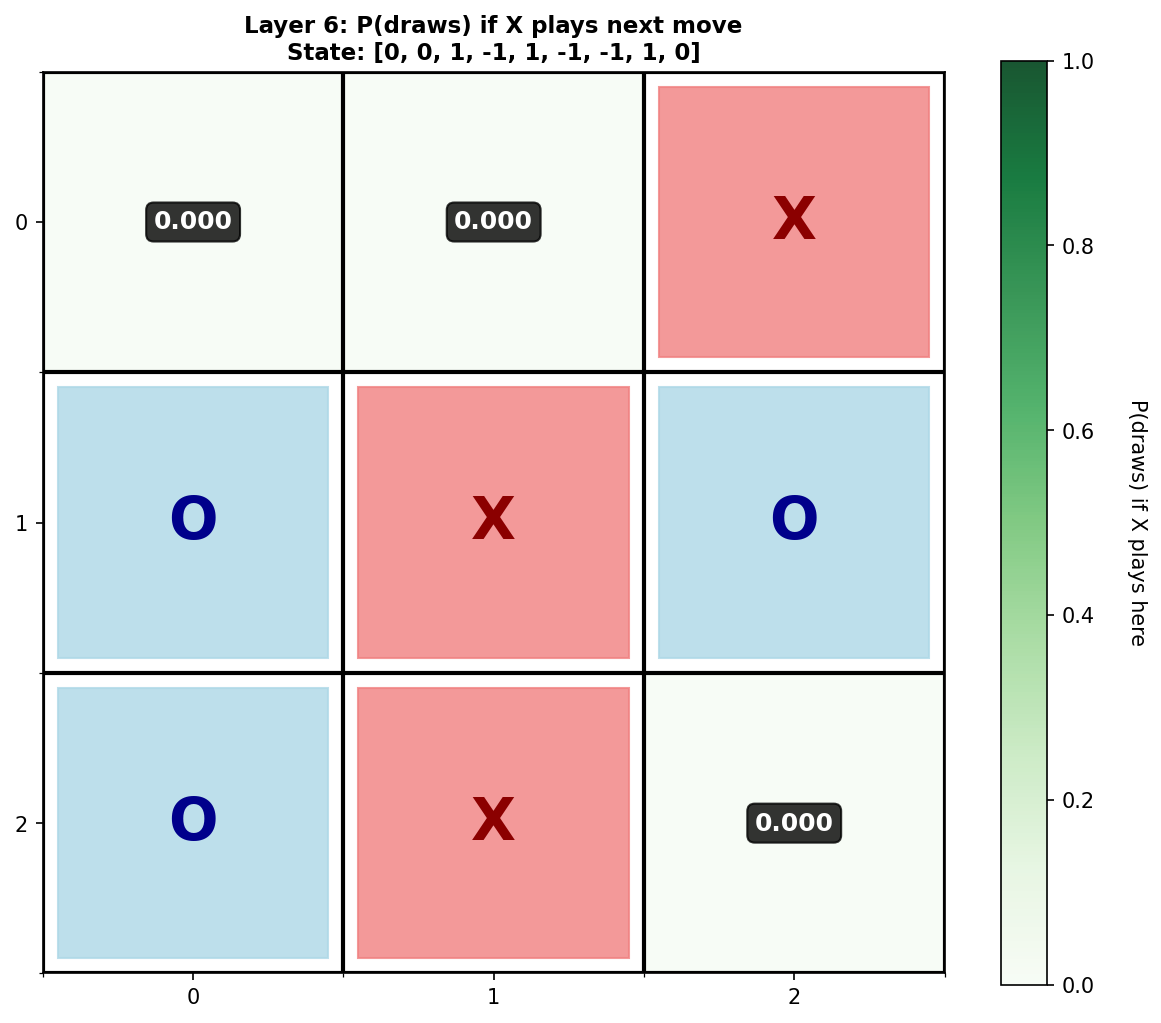 Layer 6: P(draws) if X plays next move
State: [0, 0, 1, -1, 1, -1, -1, 1, 0]
0.000
0.000
X
O
X
O
O
X
0.000
0
1
2
0
1
2
1.0
0.8
0.6
0.4
0.2
0.0
P(draws) if X plays here